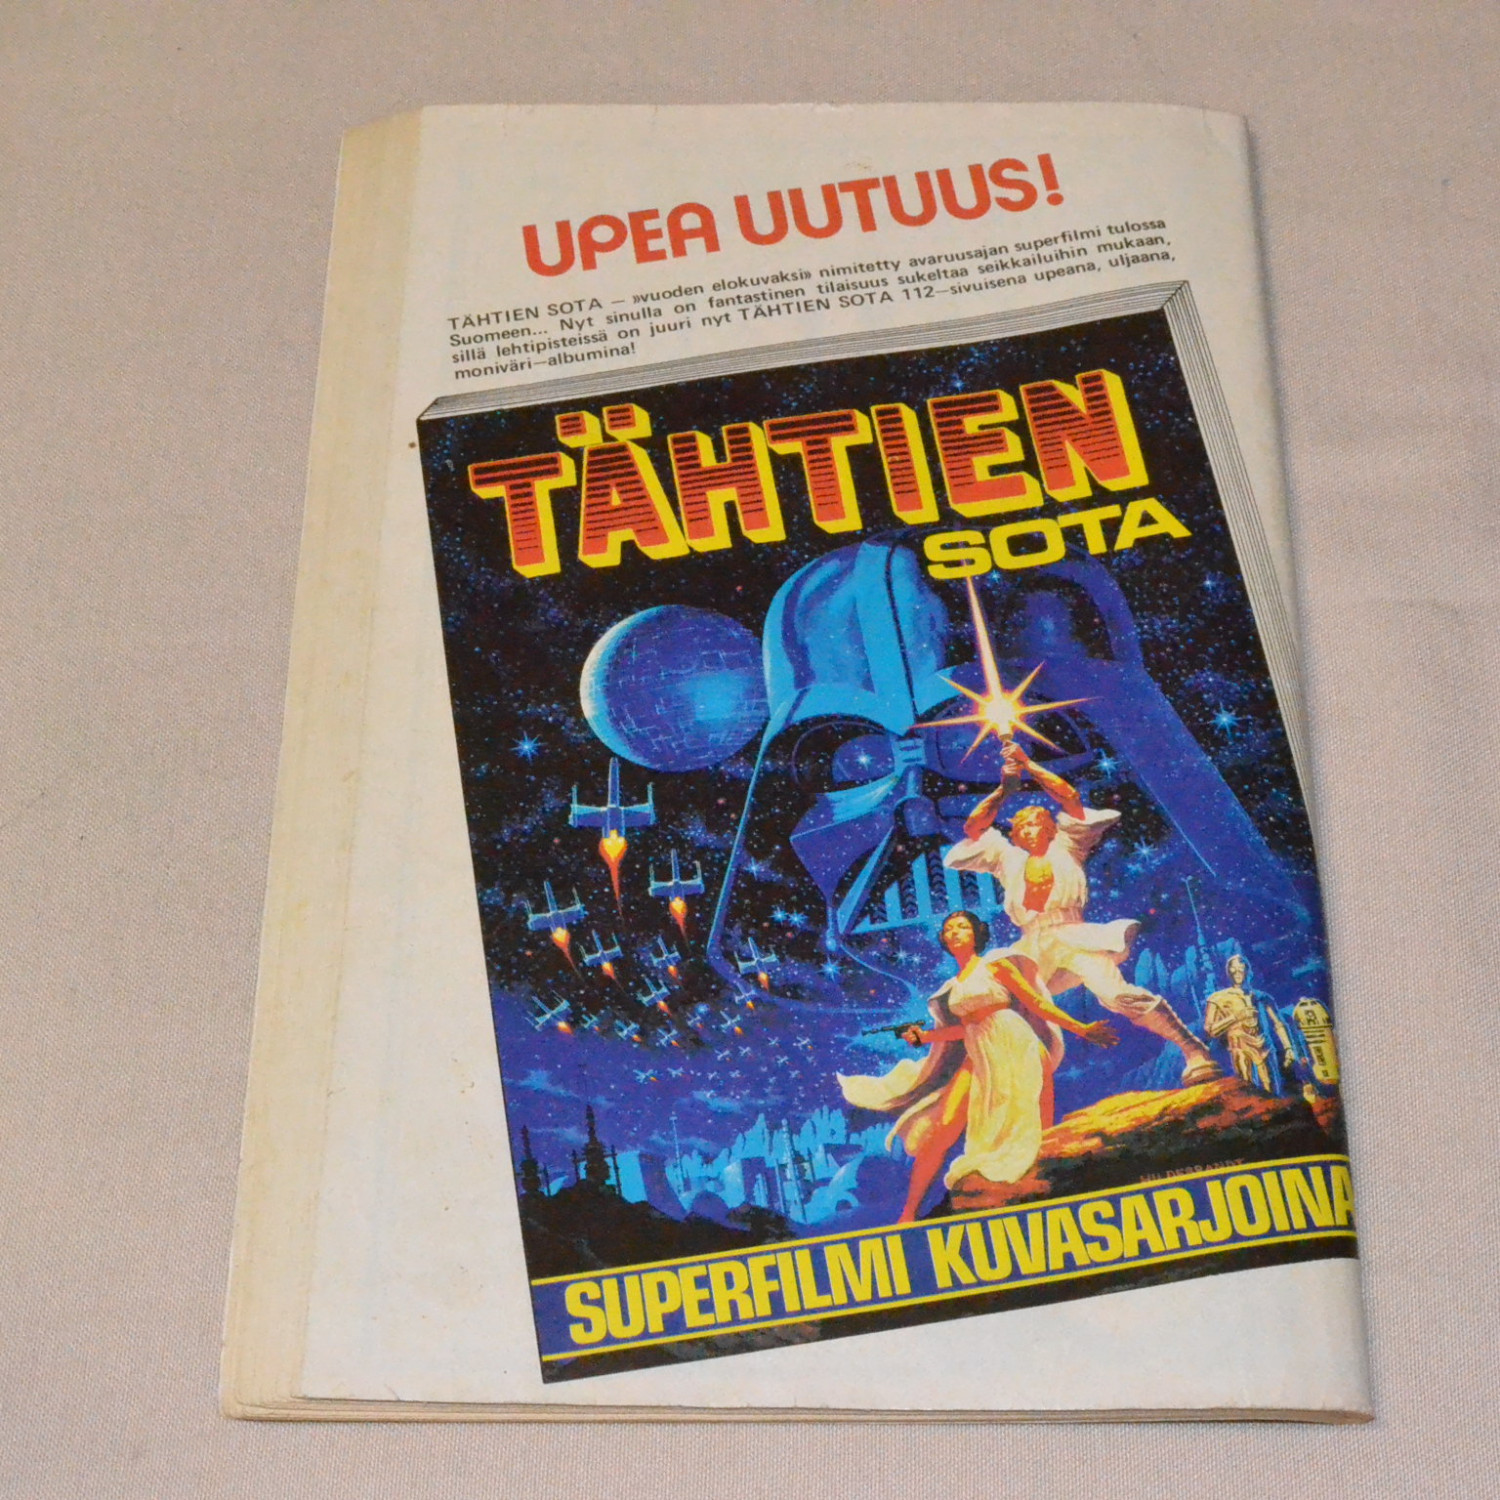 UPEA UUTUUS!
TÄHTIEN SOTA — »vuoden elokuvaksi» nimitetty avaruusajan superfilmi tulossa
Suomeen... Nyt sinulla on fantastinen tilaisuus sukeltaa seikkailuihin mukaan,
sillä lehtipisteissä on juuri nyt TÄHTIEN SOTA 112—sivuisena upeana, uljaana,
moniväri—albumina!
TÄHTIEN
SOTA
HILDEBRANDT
SUPERFILMI KUVASARJOINA